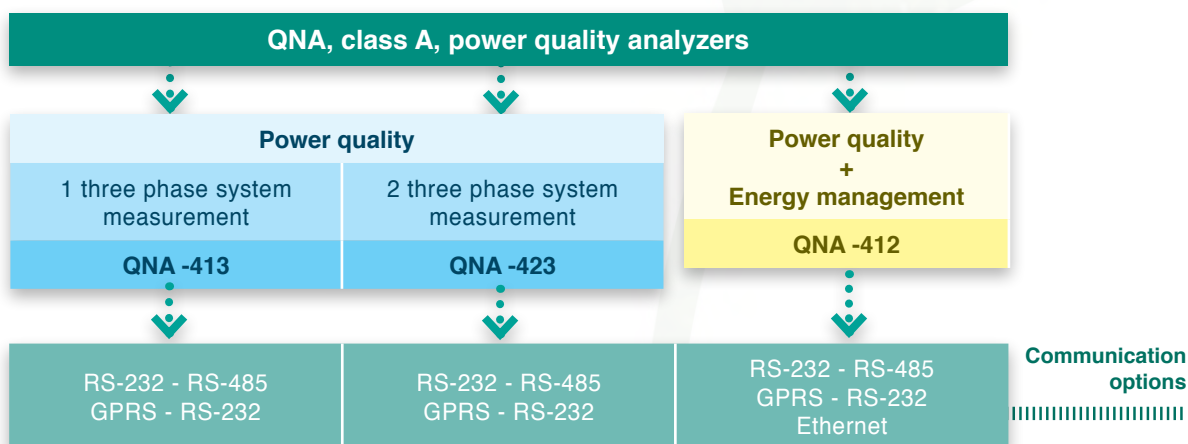 QNA, class A, power quality analyzers
Power quality
1 three phase system
measurement
2 three phase system
measurement
QNA -413
QNA -423
Power quality
+
Energy management
QNA -412
RS-232 - RS-485
GPRS - RS-232
RS-232 - RS-485
GPRS - RS-232
RS-232 - RS-485
GPRS - RS-232
Ethernet
Communication
options